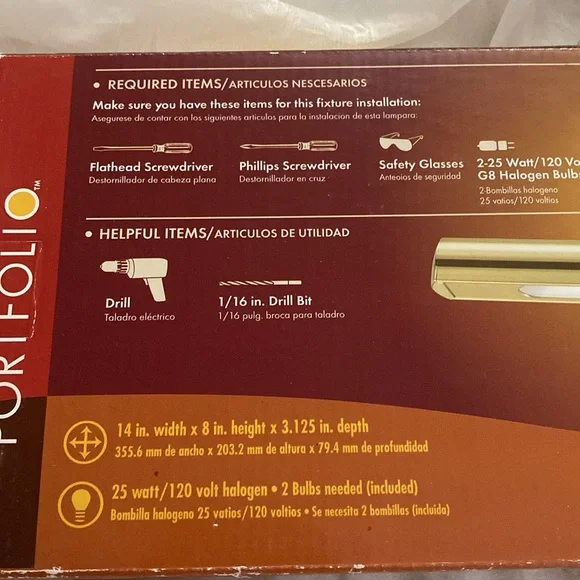 PORTFOLIO™
• REQUIRED ITEMS/ARTICULOS NESCESARIOS
Make sure you have these items for this fixture installation:
Asegurese de contar con los siguientes articulos para la instalacion de esta lampara:
Flathead Screwdriver
Destornillador de cabeza plana
Phillips Screwdriver
Destornillador en cruz
Safety Glasses
Anteoios de seguridad
2-25 Watt/120 Vo
G8 Halogen Bulbs
2-Bombillas halogeno
25 vatios/120 voltios
• HELPFUL ITEMS/ARTICULOS DE UTILIDAD
Drill
Taladro eléctrico
1/16 in. Drill Bit
1/16 pulg. broca para taladro
14 in. width x 8 in. height x 3.125 in. depth
355.6 mm de ancho x 203.2 mm de altura x 79.4 mm de profundidad
25 watt/120 volt halogen • 2 Bulbs needed (included)
Bombilla halogeno 25 vatios/120 voltios • Se necesita 2 bombillas (incluida)